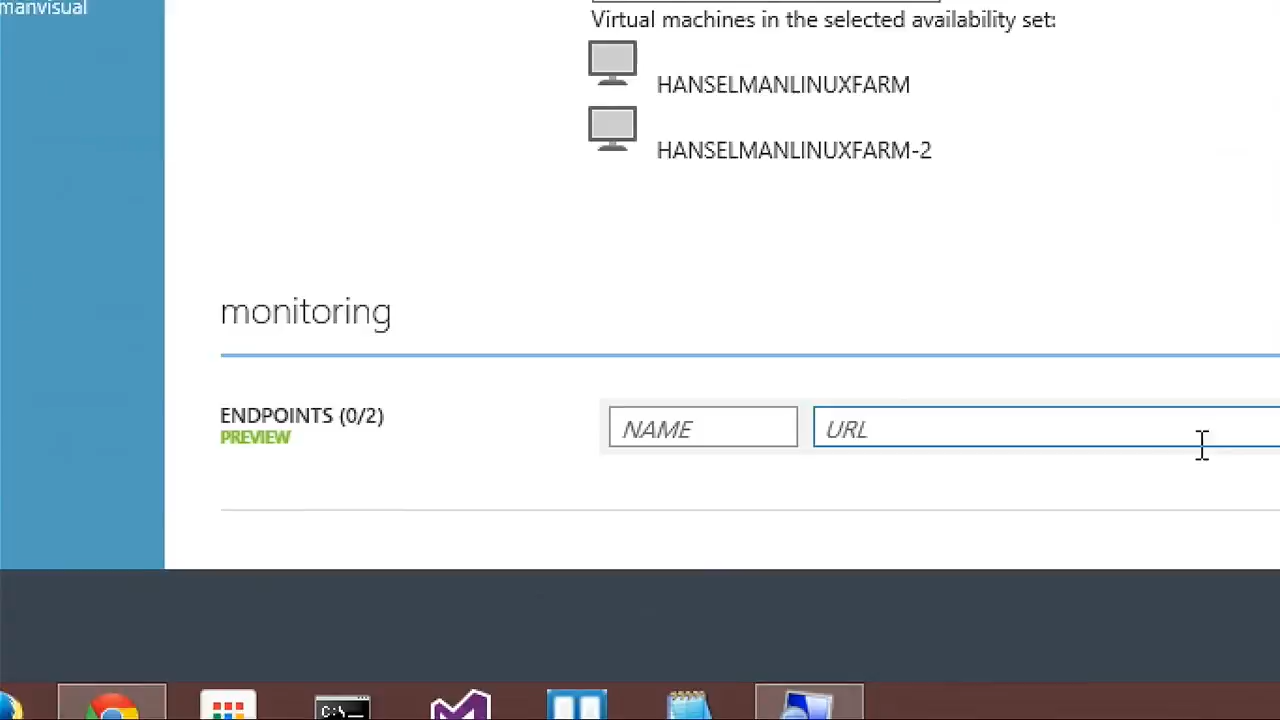 manvisual
Virtual machines in the selected availability set:
HANSELMANLINUXFARM
HANSELMANLINUXFARM-2
monitoring
ENDPOINTS (0/2)
PREVIEW
NAME
URL